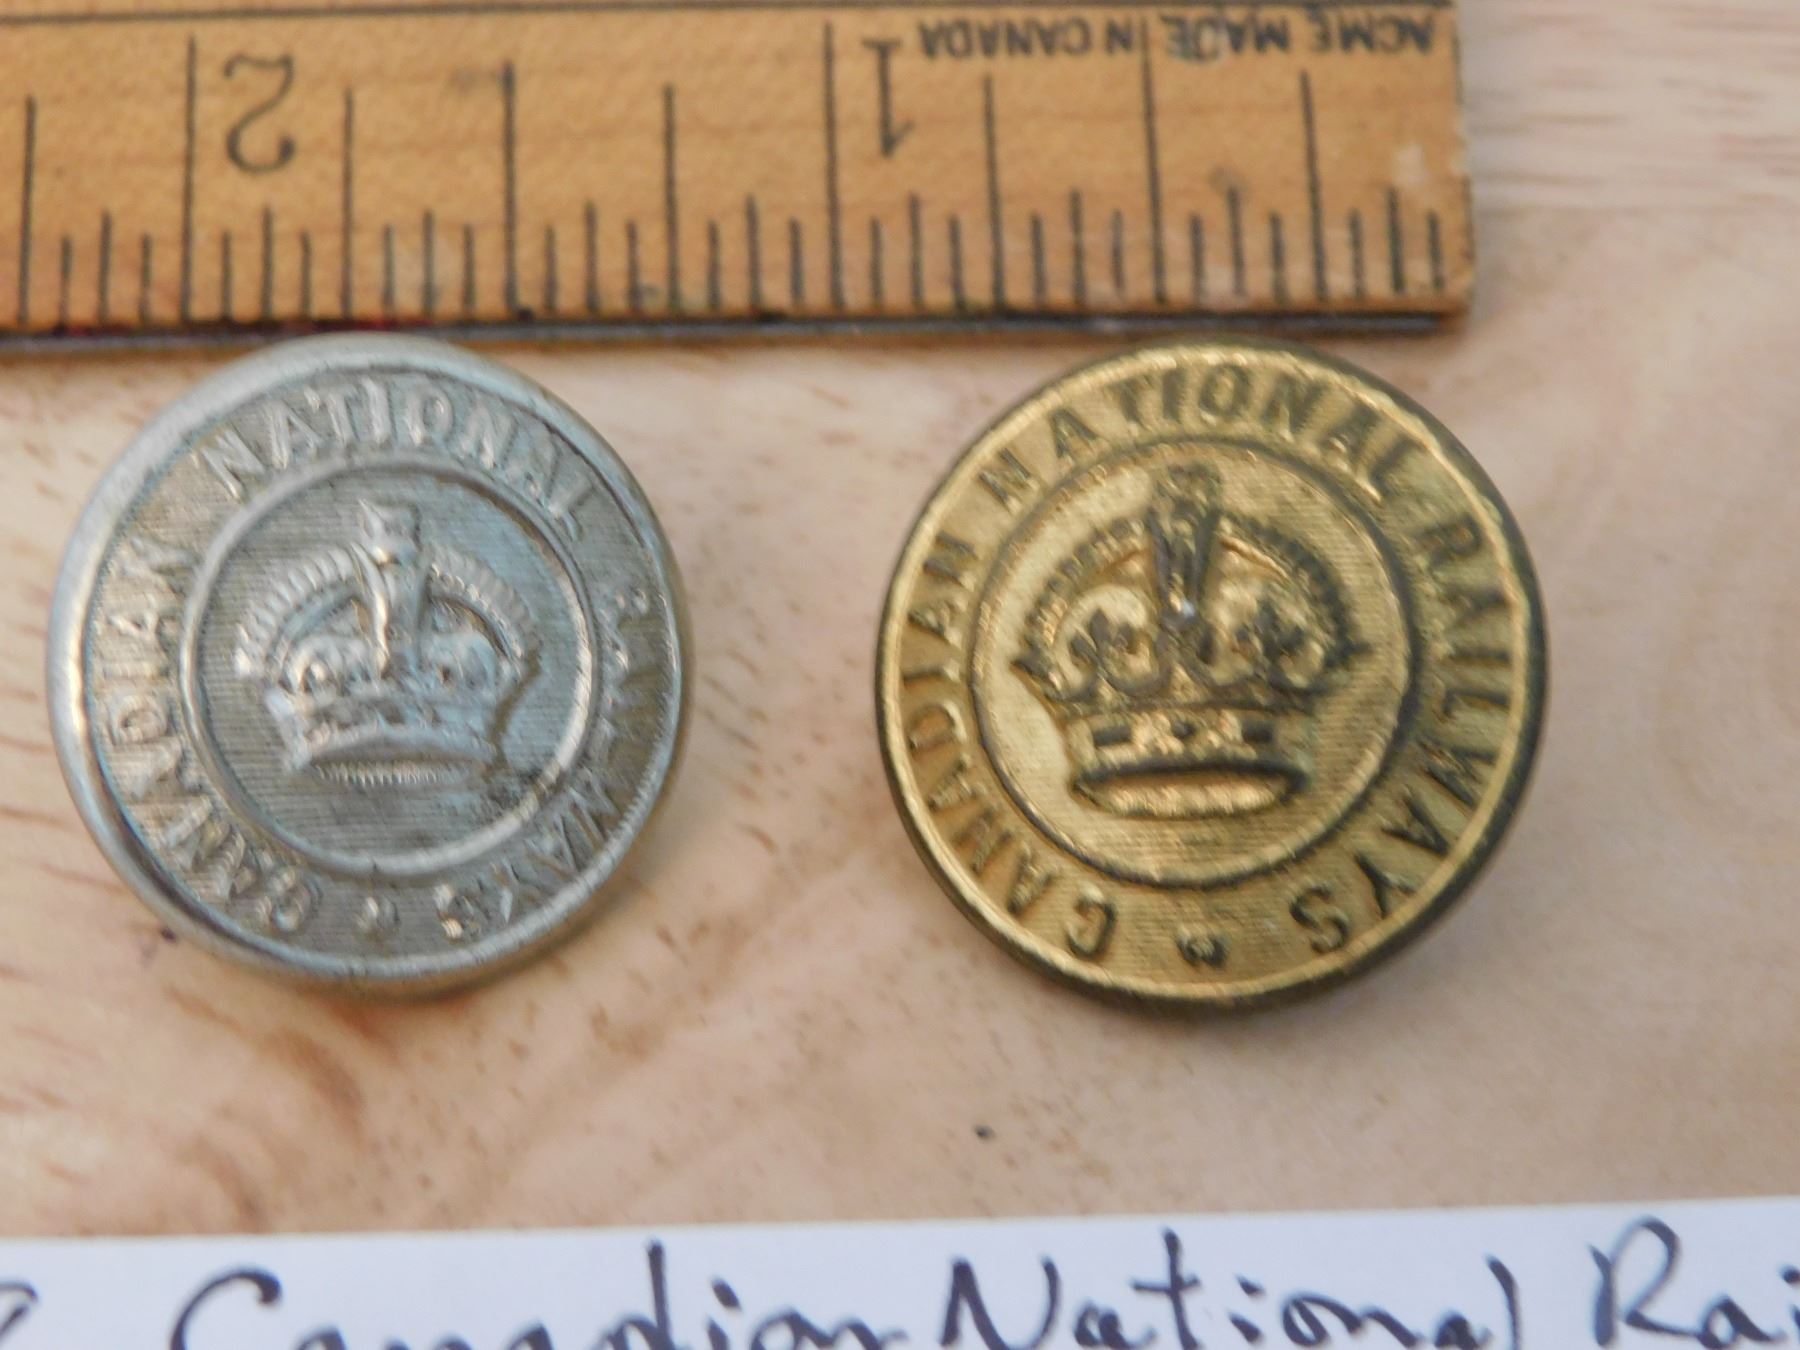 ACME MADE IN CANADA
1
2
CANADIAN NATIONAL RAILWAYS
CANADIAN NATIONAL RAILWAYS
Canadian National Rai